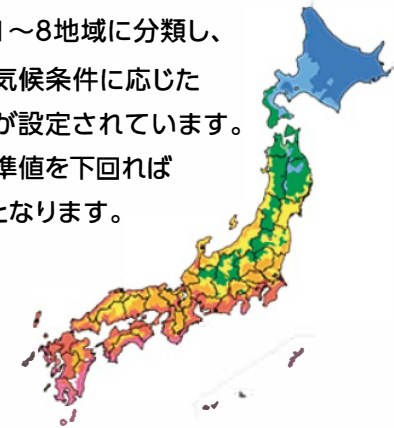 ～8地域に分類し、
気候条件に応じた
が設定されています。
準値を下回れば
となります。